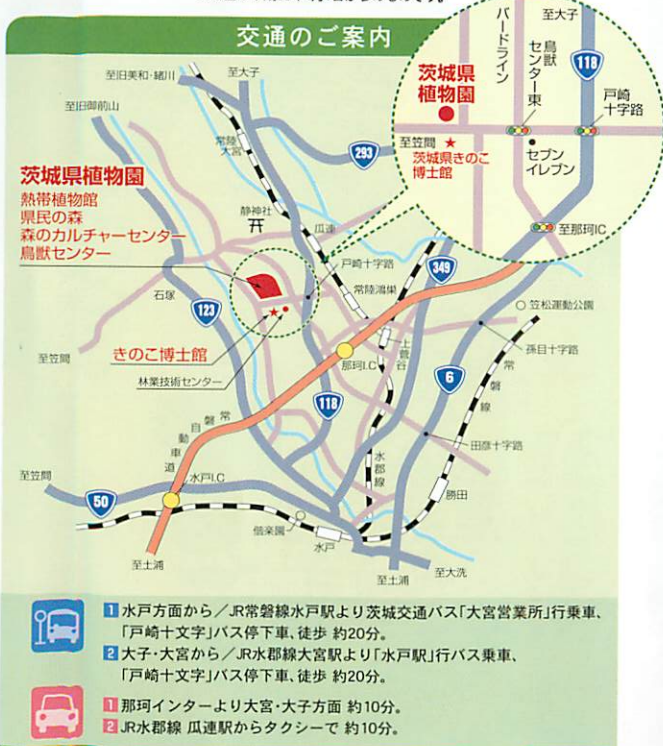 交通のご案内
至旧美和・緒川
至大子
至旧御前山
常陸大宮
293
茨城県植物園
熱帯植物館
県民の森
森のカルチャーセンター
鳥獣センター
静神社
瓜連
戸崎十字路
常陸鴻巣
349
石塚
123
きのこ博士館
林業技術センター
至笠間
那珂I.C
上菅谷
笠松運動公園
孫目十字路
常磐線
6
118
田彦十字路
常磐自動車道
水郡線
水戸I.C
至笠間
50
勝田
偕楽園
水戸
至土浦
至土浦
至大洗
バードライン
至大子
鳥獣センター東
118
茨城県
植物園
戸崎
十字路
至笠間
茨城県きのこ
博士館
セブン
イレブン
至那珂IC
1 水戸方面から/JR常磐線水戸駅より茨城交通バス「大宮営業所」行乗車、
「戸崎十文字」バス停下車、徒歩 約20分。
2 大子・大宮から/JR水郡線大宮駅より「水戸駅」行バス乗車、
「戸崎十文字」バス停下車、徒歩 約20分。
1 那珂インターより大宮・大子方面 約10分。
2 JR水郡線 瓜連駅からタクシーで 約10分。